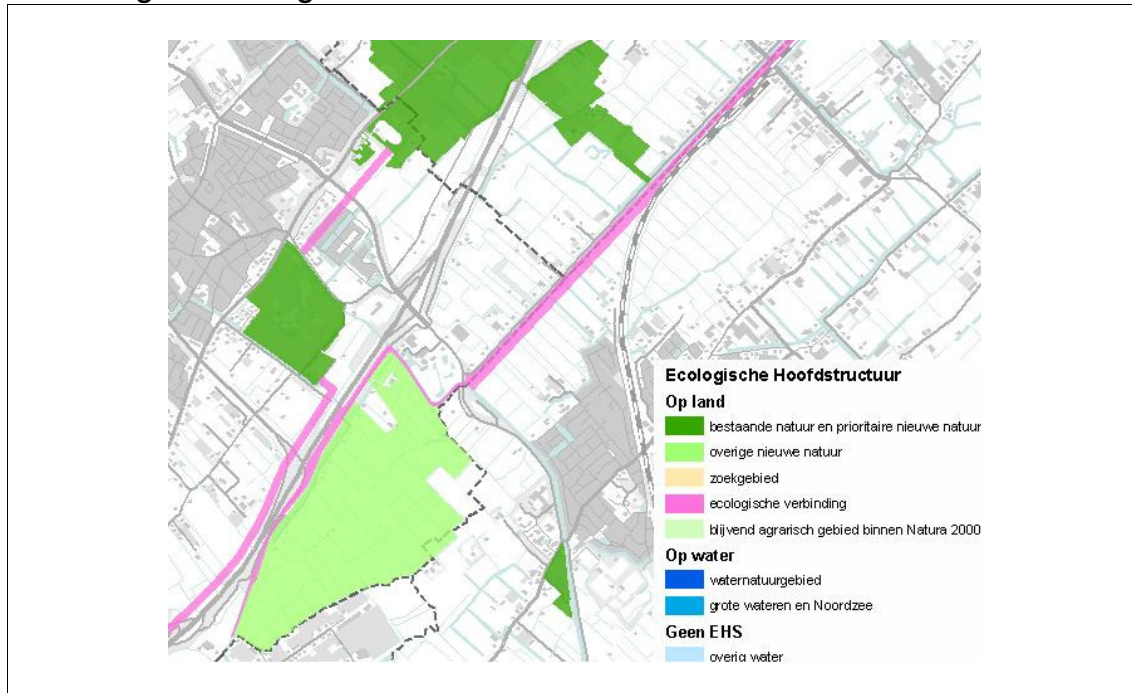 Ecologische Hoofdstructuur
Op land
bestaande natuur en prioritaire nieuwe natuur
overige nieuwe natuur
zoekgebied
ecologische verbinding
blijvend agrarisch gebied binnen Natura 2000
Op water
waternatuurgebied
grote wateren en Noordzee
Geen EHS
overig water